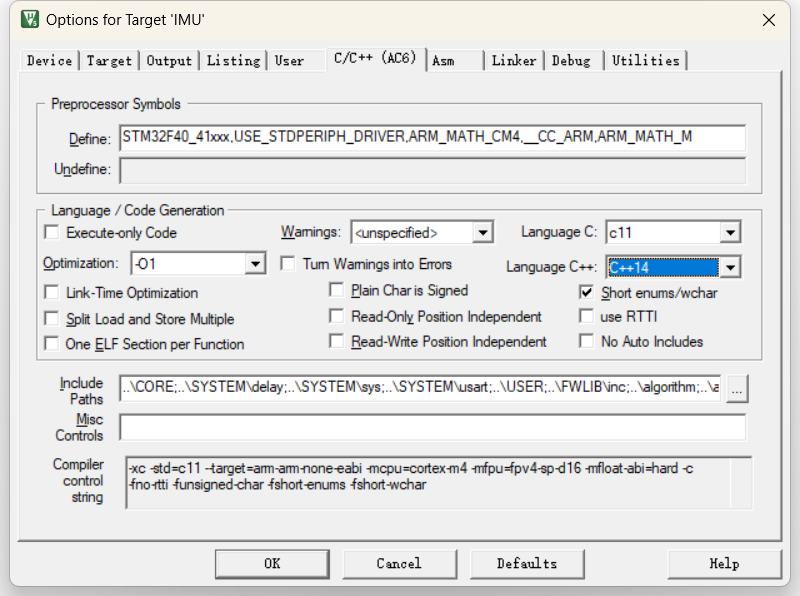 Options for Target 'IMU'
Device Target Output Listing User C/C++ (AC6) Asm Linker Debug Utilities
Preprocessor Symbols
Define: STM32F40_41xxx,USE_STDPERIPH_DRIVER,ARM_MATH_CM4,__CC_ARM,ARM_MATH_M
Undefine:
Language / Code Generation
Execute-only Code Warnings: <unspecified> Language C: c11
Optimization: -O1 Turn Warnings into Errors Language C++: C++14
Link-Time Optimization Plain Char is Signed Short enums/wchar
Split Load and Store Multiple Read-Only Position Independent use RTTI
One ELF Section per Function Read-Write Position Independent No Auto Includes
Include
Paths
..\CORE;..\SYSTEM\delay;..\SYSTEM\sys;..\SYSTEM\usart;..\USER;..\FWLIB\inc;..\algorithm;..\a ...
Misc
Controls
Compiler
control
string
-xc -std=c11 --target=arm-arm-none-eabi -mcpu=cortex-m4 -mfpu=fpv4-sp-d16 -mfloat-abi=hard -c
-fno-rtti -funsigned-char -fshort-enums -fshort-wchar
OK Cancel Defaults Help